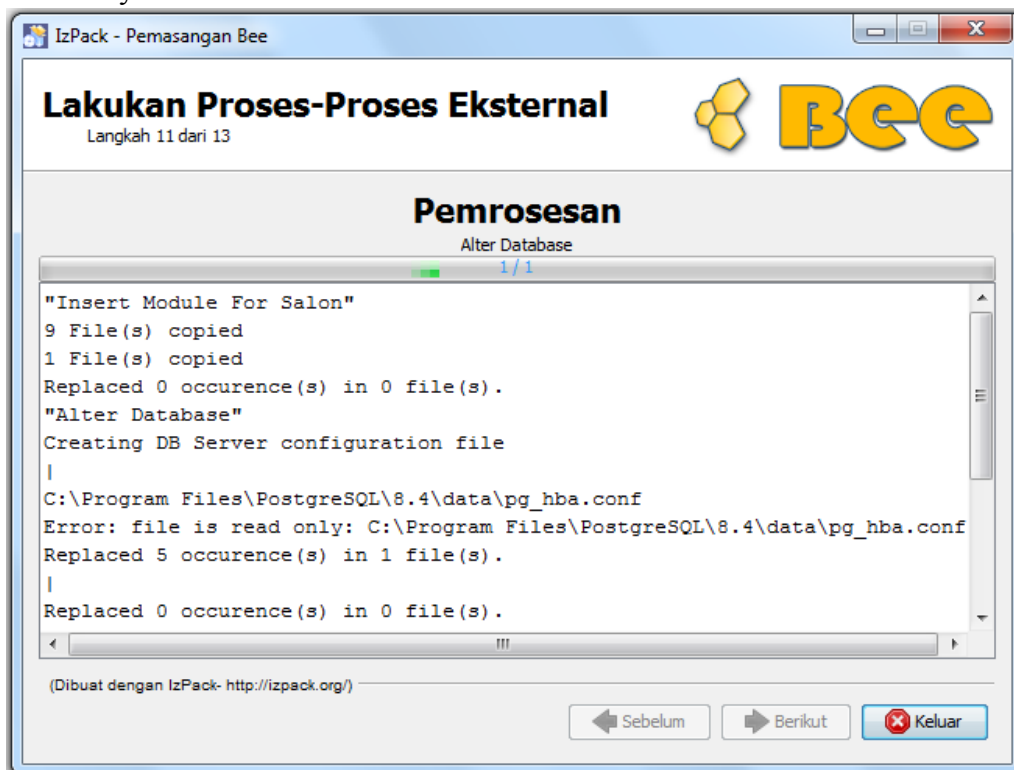 IzPack - Pemasangan Bee
Lakukan Proses-Proses Eksternal
Langkah 11 dari 13
Bee
Pemrosesan
Alter Database
1 / 1
"Insert Module For Salon"
9 File(s) copied
1 File(s) copied
Replaced 0 occurence(s) in 0 file(s).
"Alter Database"
Creating DB Server configuration file
|
C:\Program Files\PostgreSQL\8.4\data\pg_hba.conf
Error: file is read only: C:\Program Files\PostgreSQL\8.4\data\pg_hba.conf
Replaced 5 occurence(s) in 1 file(s).
|
Replaced 0 occurence(s) in 0 file(s).
(Dibuat dengan IzPack- http://izpack.org/)
Sebelum
Berikut
Keluar